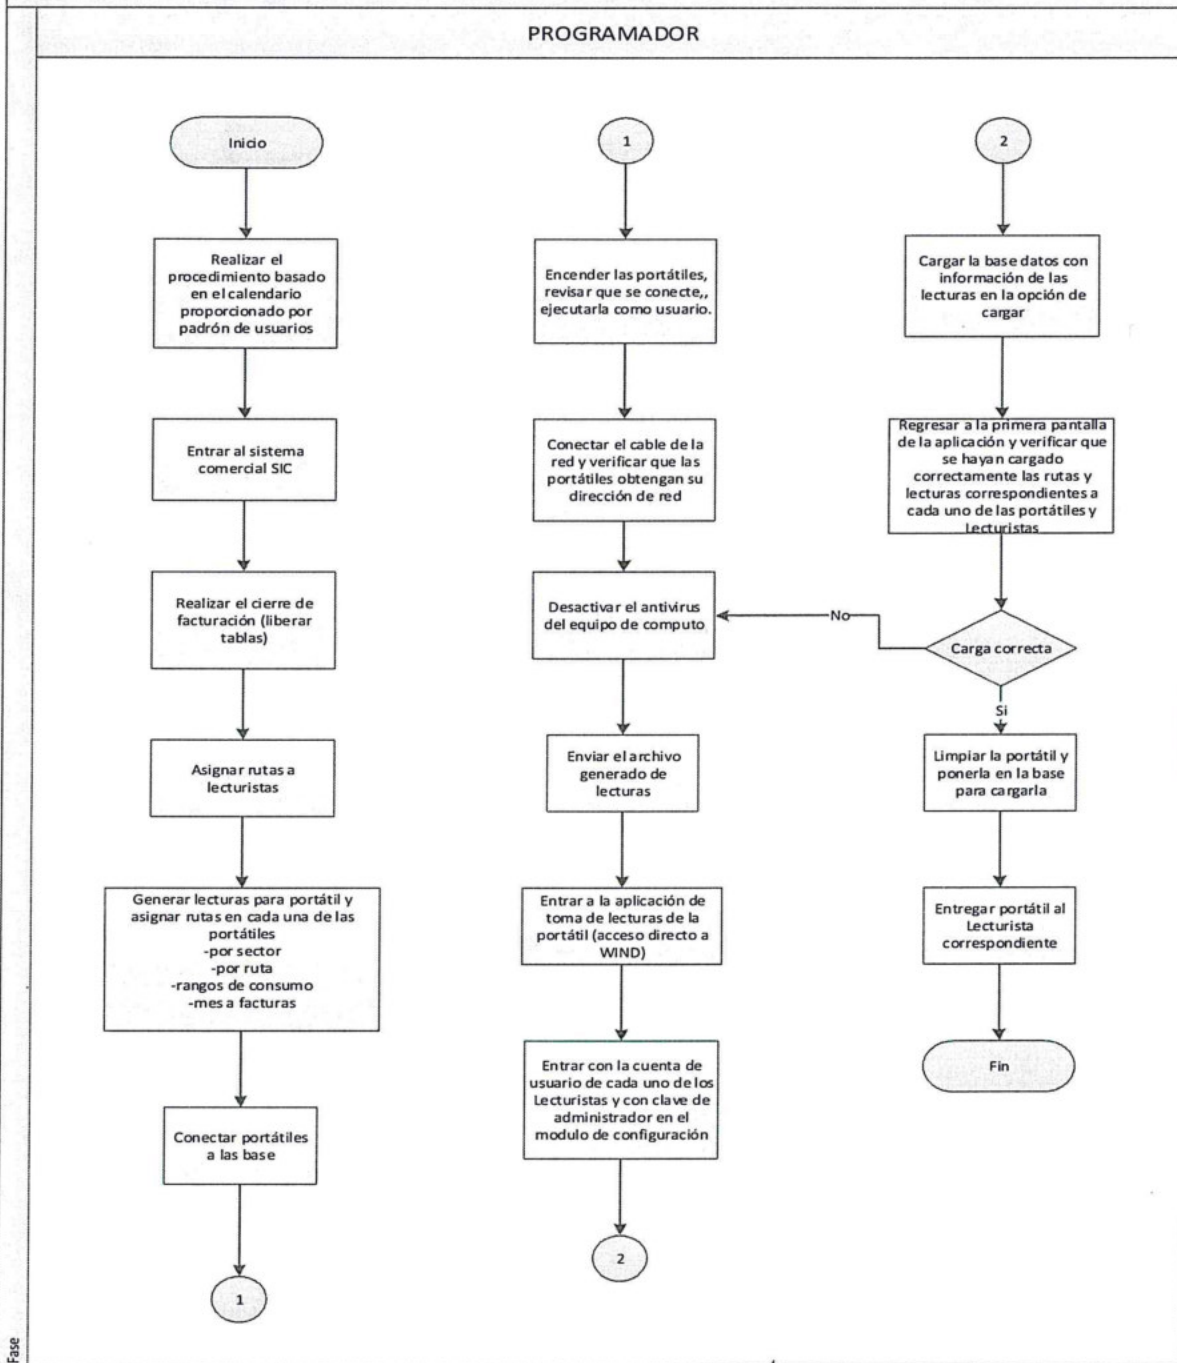 PROGRAMADOR
Inicio
Realizar el
procedimiento basado
en el calendario
proporcionado por
padrón de usuarios
Entrar al sistema
comercial SIC
Realizar el cierre de
facturación (liberar
tablas)
Asignar rutas a
lecturistas
Generar lecturas para portátil y
asignar rutas en cada una de las
portátiles
-por sector
-por ruta
-rangos de consumo
-mes a facturas
Conectar portátiles
a las base
1
1
Encender las portátiles,
revisar que se conecte,,
ejecutarla como usuario.
Conectar el cable de la
red y verificar que las
portátiles obtengan su
dirección de red
Desactivar el antivirus
del equipo de computo
Enviar el archivo
generado de
lecturas
Entrar a la aplicación de
toma de lecturas de la
portátil (acceso directo a
WIND)
Entrar con la cuenta de
usuario de cada uno de los
Lecturistas y con clave de
administrador en el
modulo de configuración
2
2
Cargar la base datos con
información de las
lecturas en la opción de
cargar
Regresar a la primera pantalla
de la aplicación y verificar que
se hayan cargado
correctamente las rutas y
lecturas correspondientes a
cada uno de las portátiles y
Lecturistas
Carga correcta
No
Si
Limpiar la portátil y
ponerla en la base
para cargarla
Entregar portátil al
Lecturista
correspondiente
Fin
Fase